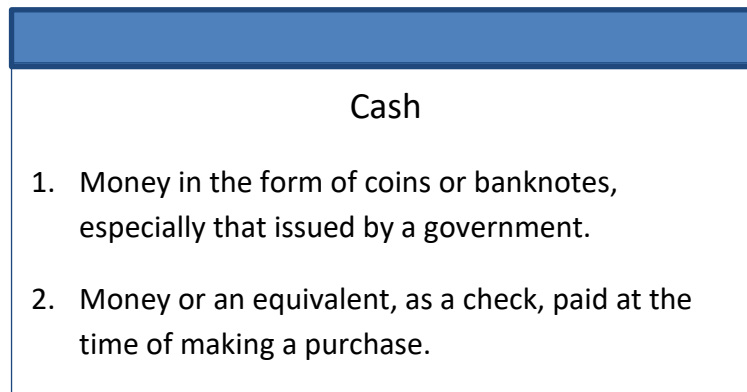 Cash
1. Money in the form of coins or banknotes,
especially that issued by a government.
2. Money or an equivalent, as a check, paid at the
time of making a purchase.